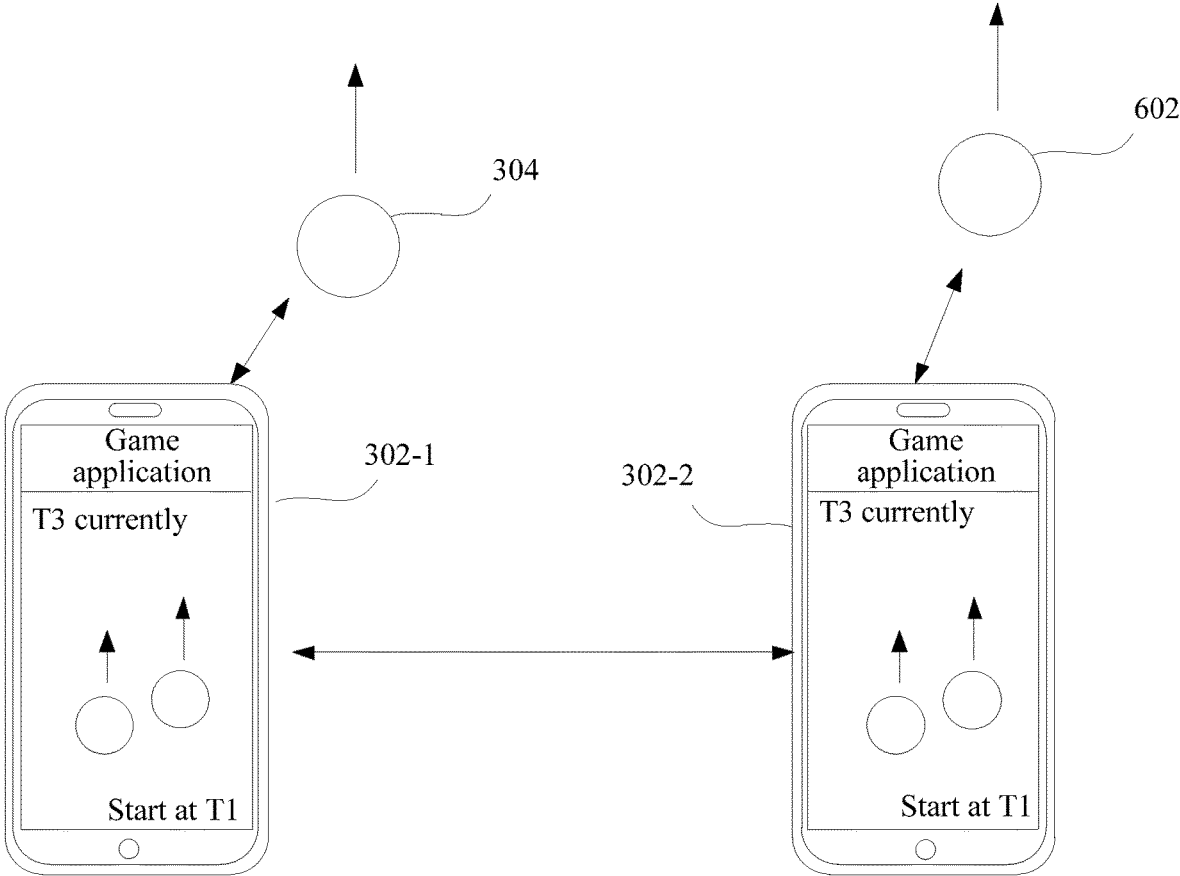 602
304
Game
application
302-1
T3 currently
Start at T1
302-2
Game
application
T3 currently
Start at T1